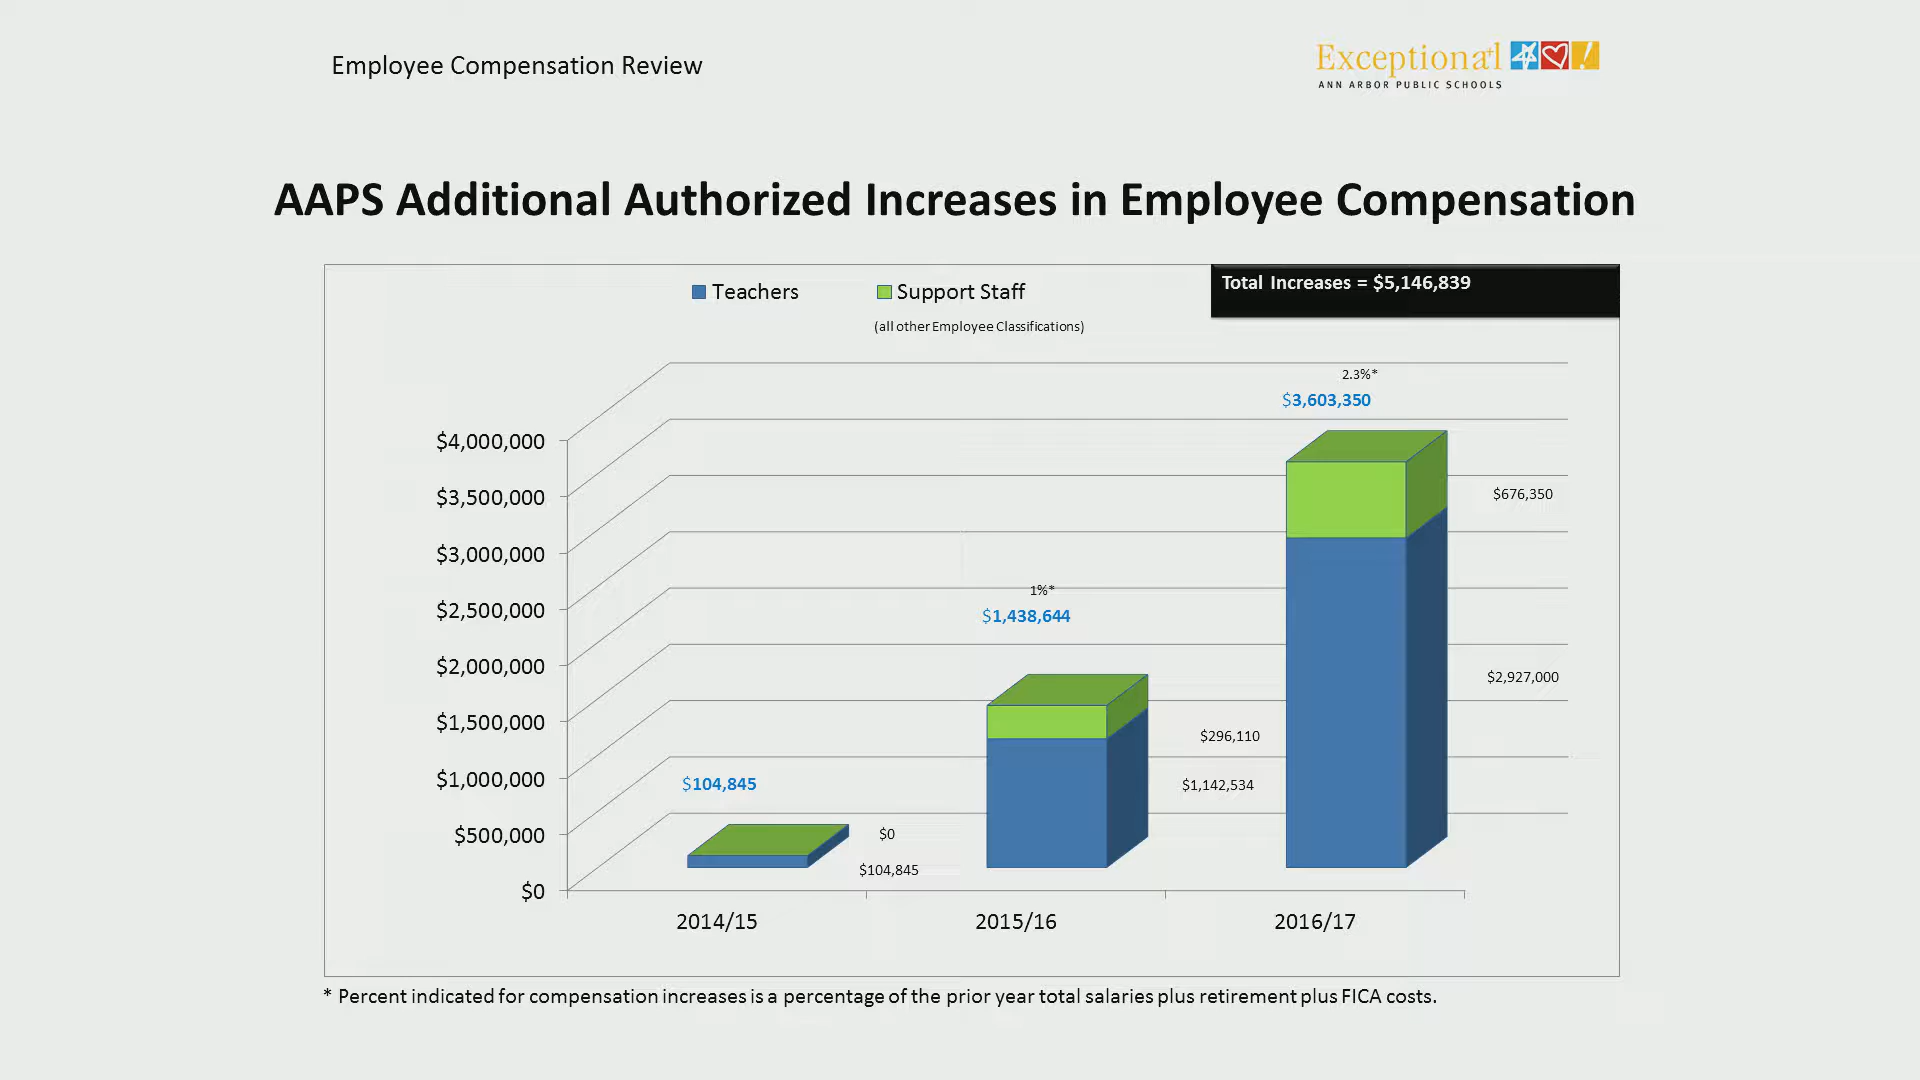 Employee Compensation Review
Exceptional
ANN ARBOR PUBLIC SCHOOLS
AAPS Additional Authorized Increases in Employee Compensation
Teachers
Support Staff
(all other Employee Classifications)
Total Increases = $5,146,839
2.3%*
$3,603,350
$4,000,000
$3,500,000
$3,000,000
$2,500,000
$2,000,000
$1,500,000
$1,000,000
$500,000
$0
1%*
$1,438,644
$104,845
$676,350
$2,927,000
$296,110
$1,142,534
$0
$104,845
2014/15
2015/16
2016/17
* Percent indicated for compensation increases is a percentage of the prior year total salaries plus retirement plus FICA costs.